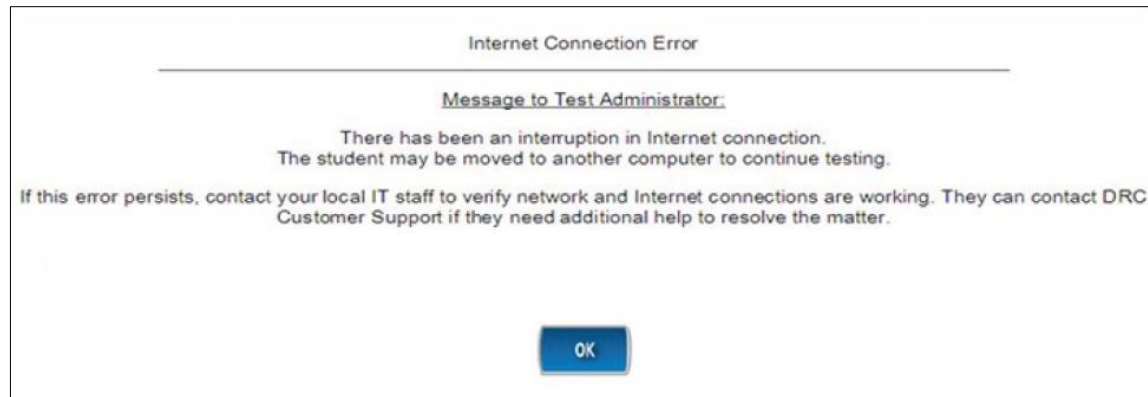 Internet Connection Error
Message to Test Administrator:
There has been an interruption in Internet connection.
The student may be moved to another computer to continue testing.
If this error persists, contact your local IT staff to verify network and Internet connections are working. They can contact DRC
Customer Support if they need additional help to resolve the matter.
OK